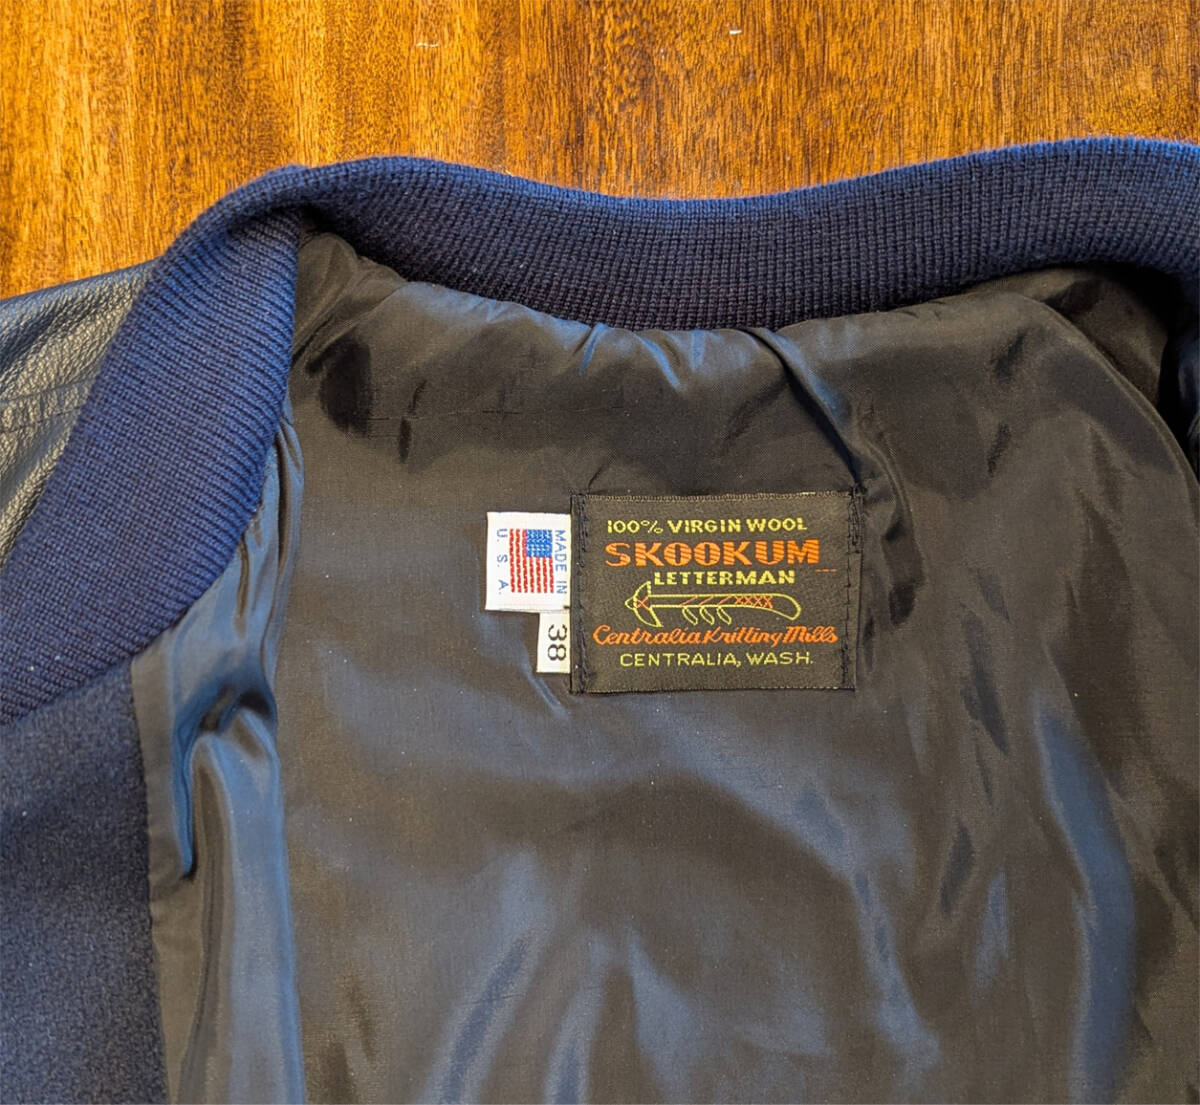 100% VIRGIN WOOL
SKOOKUM
LETTERMAN
Centralia Knitting Mills
CENTRALIA, WASH.
MADE IN
U. S. A.
38